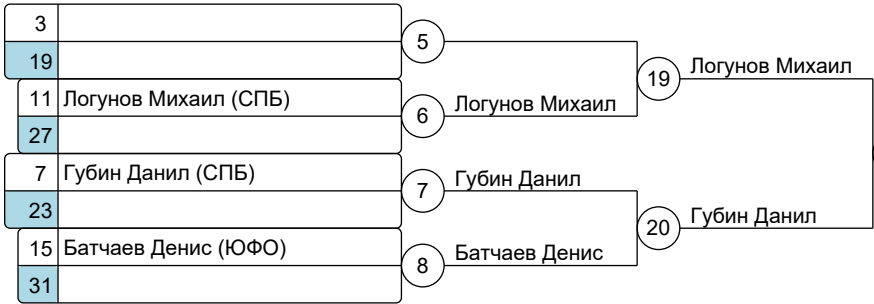 3
19
5
11 Логунов Михаил (СПБ)
27
6
Логунов Михаил
19
Логунов Михаил
7 Губин Данил (СПБ)
23
7
Губин Данил
15 Батчаев Денис (ЮФО)
31
8
Батчаев Денис
20
Губин Данил